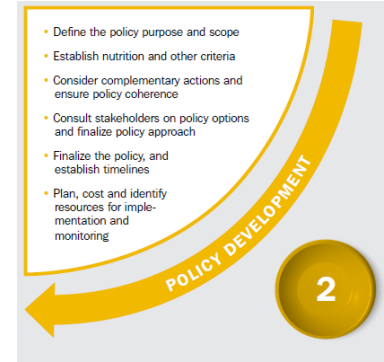 • Define the policy purpose and scope
• Establish nutrition and other criteria
• Consider complementary actions and
ensure policy coherence
• Consult stakeholders on policy options
and finalize policy approach
• Finalize the policy, and
establish timelines
• Plan, cost and identify
resources for imple-
mentation and
monitoring
POLICY DEVELOPMENT
2